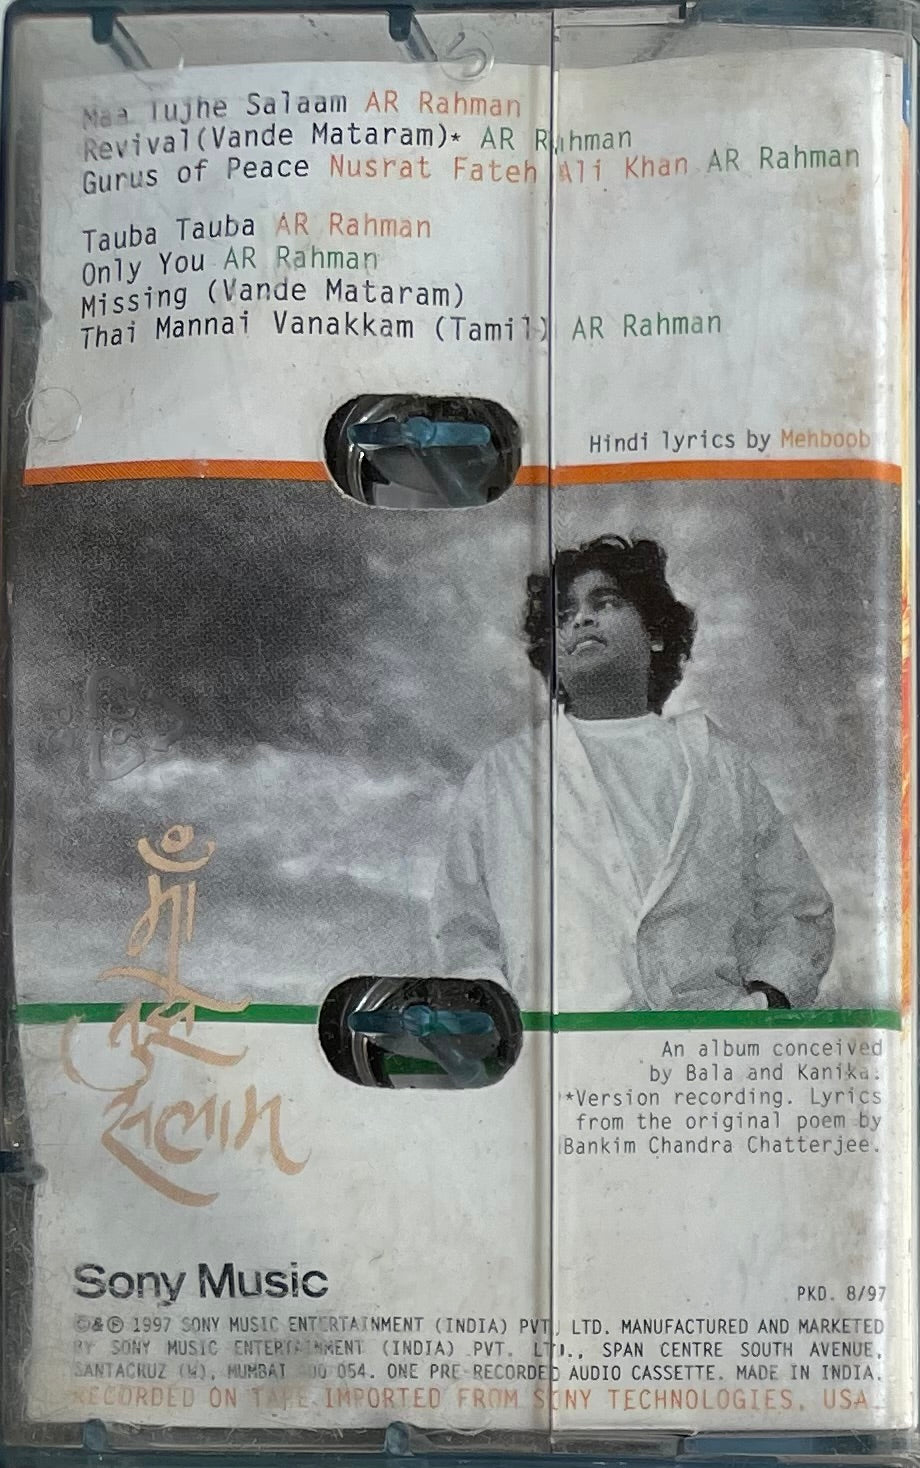 Maa Tujhe Salaam AR Rahman
Revival(Vande Mataram)* AR Rahman
Gurus of Peace Nusrat Fateh Ali Khan AR Rahman
Tauba Tauba AR Rahman
Only You AR Rahman
Missing (Vande Mataram)
Thai Mannai Vanakkam (Tamil) AR Rahman
Hindi lyrics by Mehboob
माँ
तुझे
सलाम
An album conceived
by Bala and Kanika.
*Version recording. Lyrics
from the original poem by
Bankim Chandra Chatterjee.
Sony Music
PKD. 8/97
©&℗ 1997 SONY MUSIC ENTERTAINMENT (INDIA) PVT. LTD. MANUFACTURED AND MARKETED
BY SONY MUSIC ENTERTAINMENT (INDIA) PVT. LTD., SPAN CENTRE SOUTH AVENUE,
SANTACRUZ (W), MUMBAI 400 054. ONE PRE-RECORDED AUDIO CASSETTE. MADE IN INDIA.
RECORDED ON TAPE IMPORTED FROM SONY TECHNOLOGIES, USA.